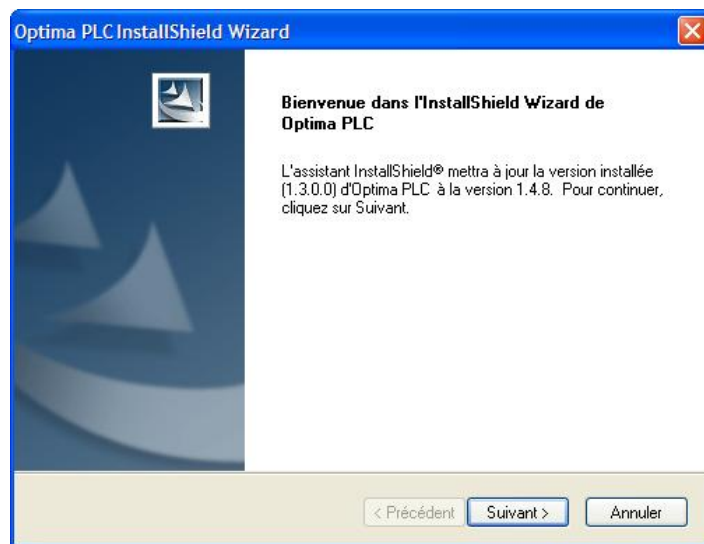 Optima PLC InstallShield Wizard
Bienvenue dans l'InstallShield Wizard de
Optima PLC
L'assistant InstallShield® mettra à jour la version installée
(1.3.0.0) d'Optima PLC à la version 1.4.8. Pour continuer,
cliquez sur Suivant.
< Précédent Suivant > Annuler